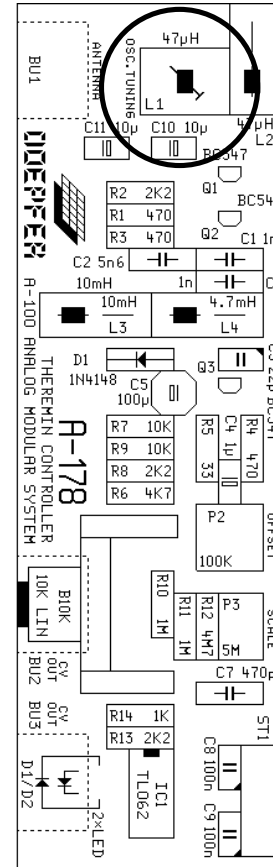 BU1
ANTENNA
OSC.TUNING
47µH
L1
47µH
L2
C11 10µ
C10 10µ
BC547
Q1
DOEPFER
R2 2K2
R1 470
R3 470
Q2
C1 1n
C2 5n6
1n
10mH
10mH
L3
4.7mH
L4
A-100 ANALOG MODULAR SYSTEM
THEREMIN CONTROLLER
A-178
D1
1N4148
C5
100µ
Q3
R7 10K
R9 10K
R8 2K2
R6 4K7
R5 33
C4 1µ
R4 470
P2
100K
OFFSET
B10K
10K LIN
R10 1M
R11 1M
R12 4M7
P3
5M
SCALE
BU2
CV OUT
BU3
CV OUT
C7 470p
R14 1K
R13 2K2
IC1
TL062
C8 100n
C9 100n
ST1
D1/D2
2xLED